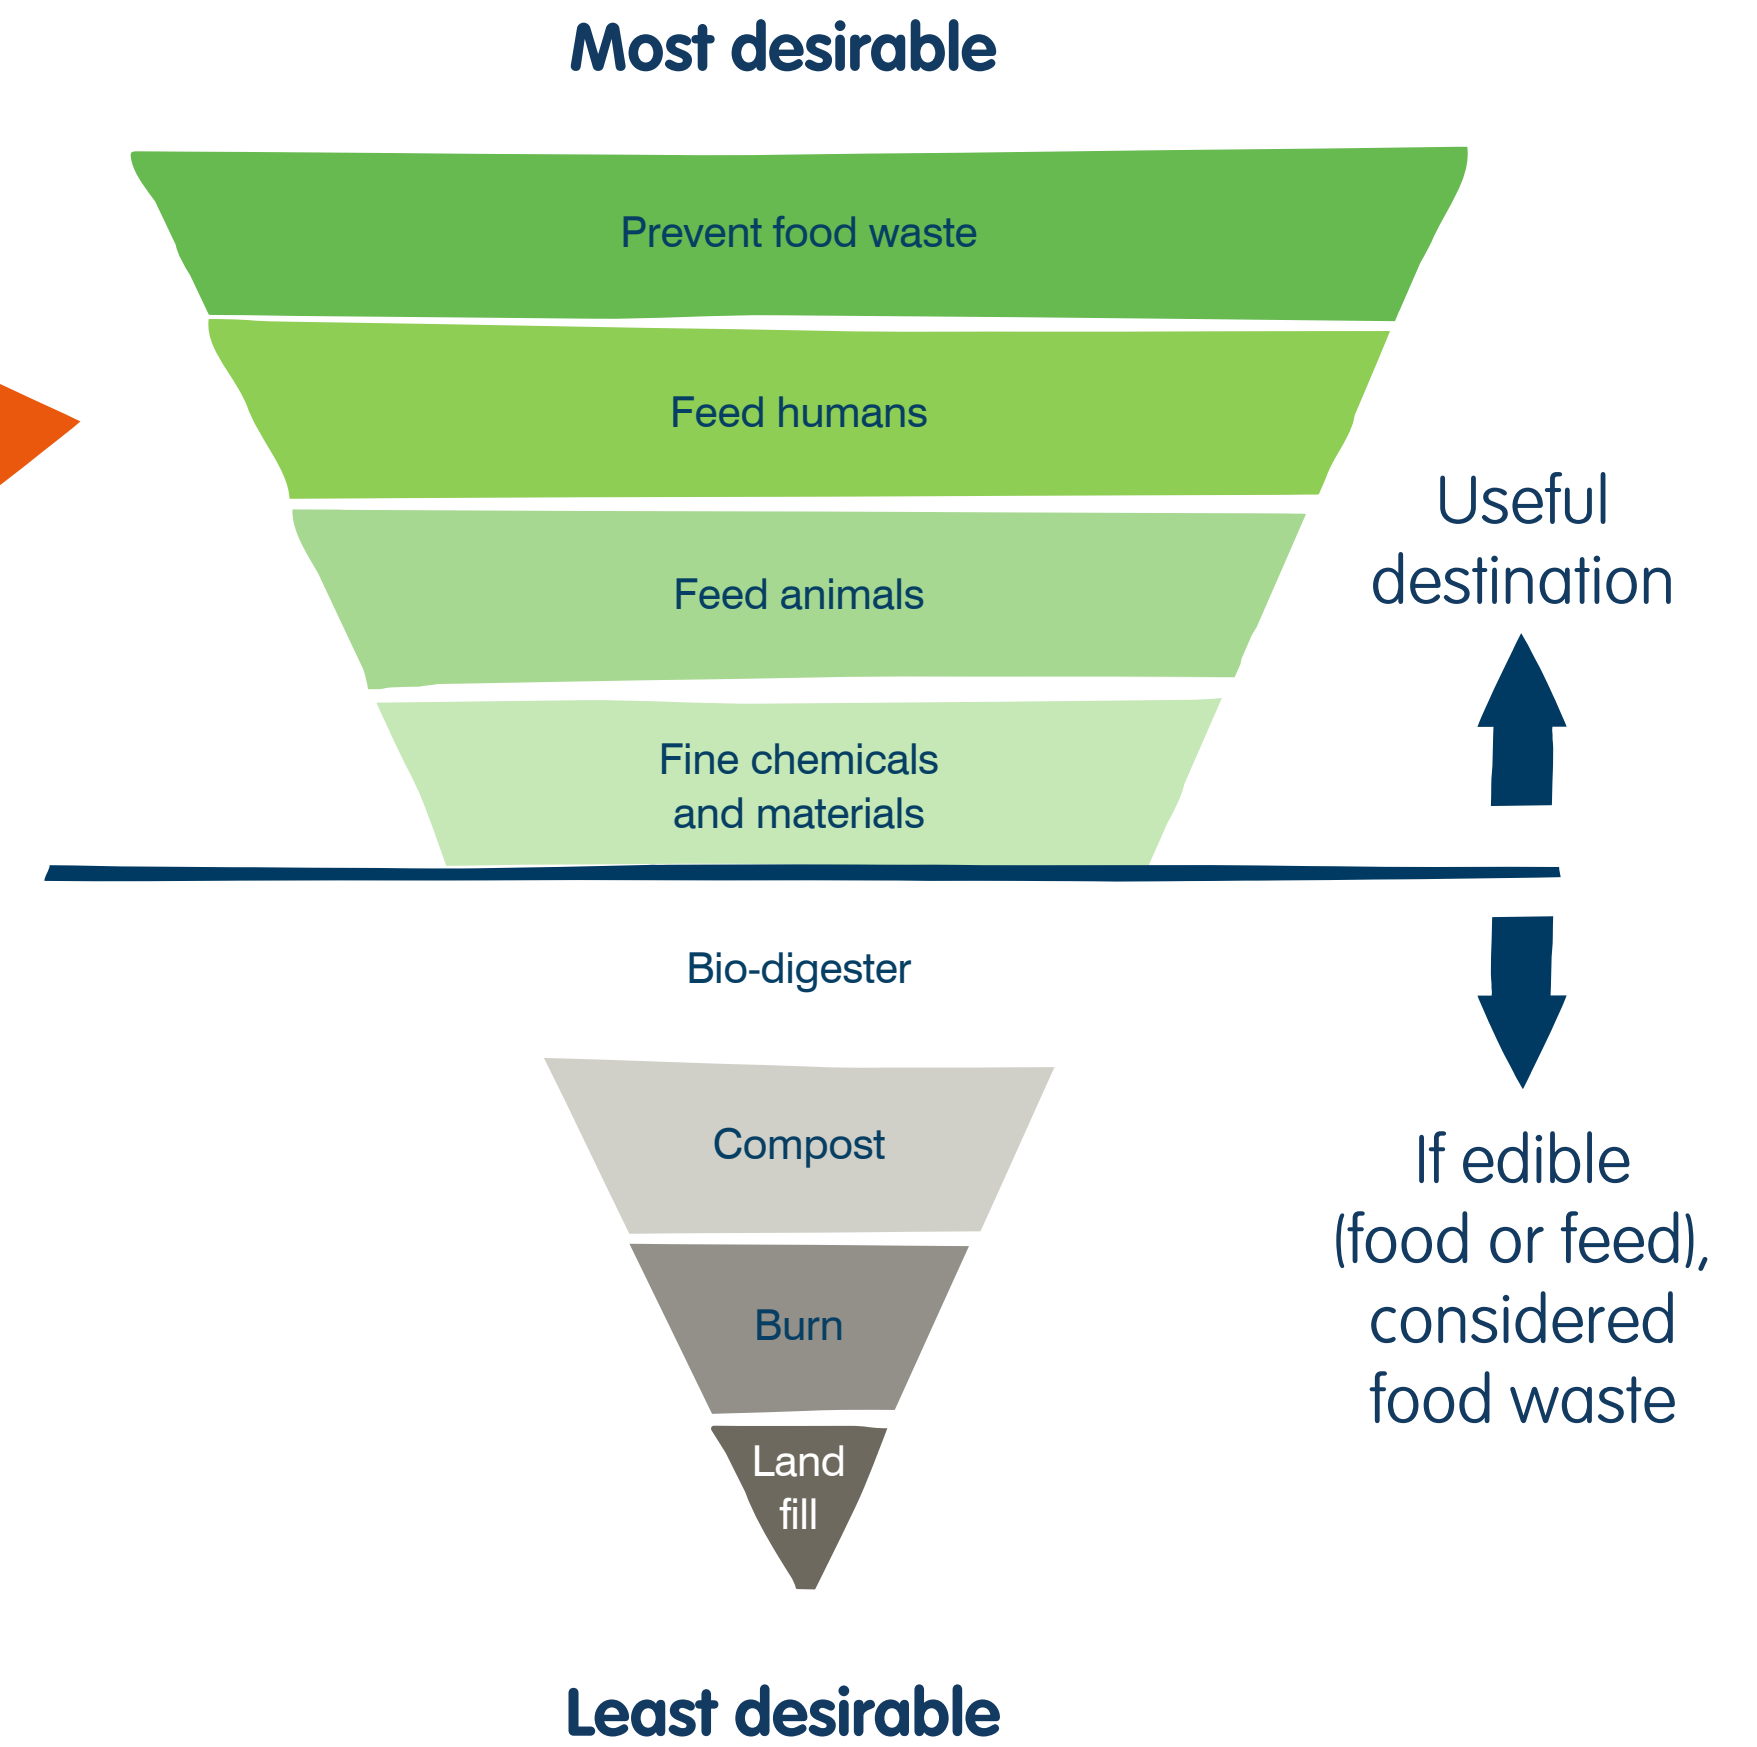 Most desirable
Prevent food waste
Feed humans
Feed animals
Fine chemicals
and materials
Useful
destination
Bio-digester
Compost
Burn
Land
fill
If edible
(food or feed),
considered
food waste
Least desirable